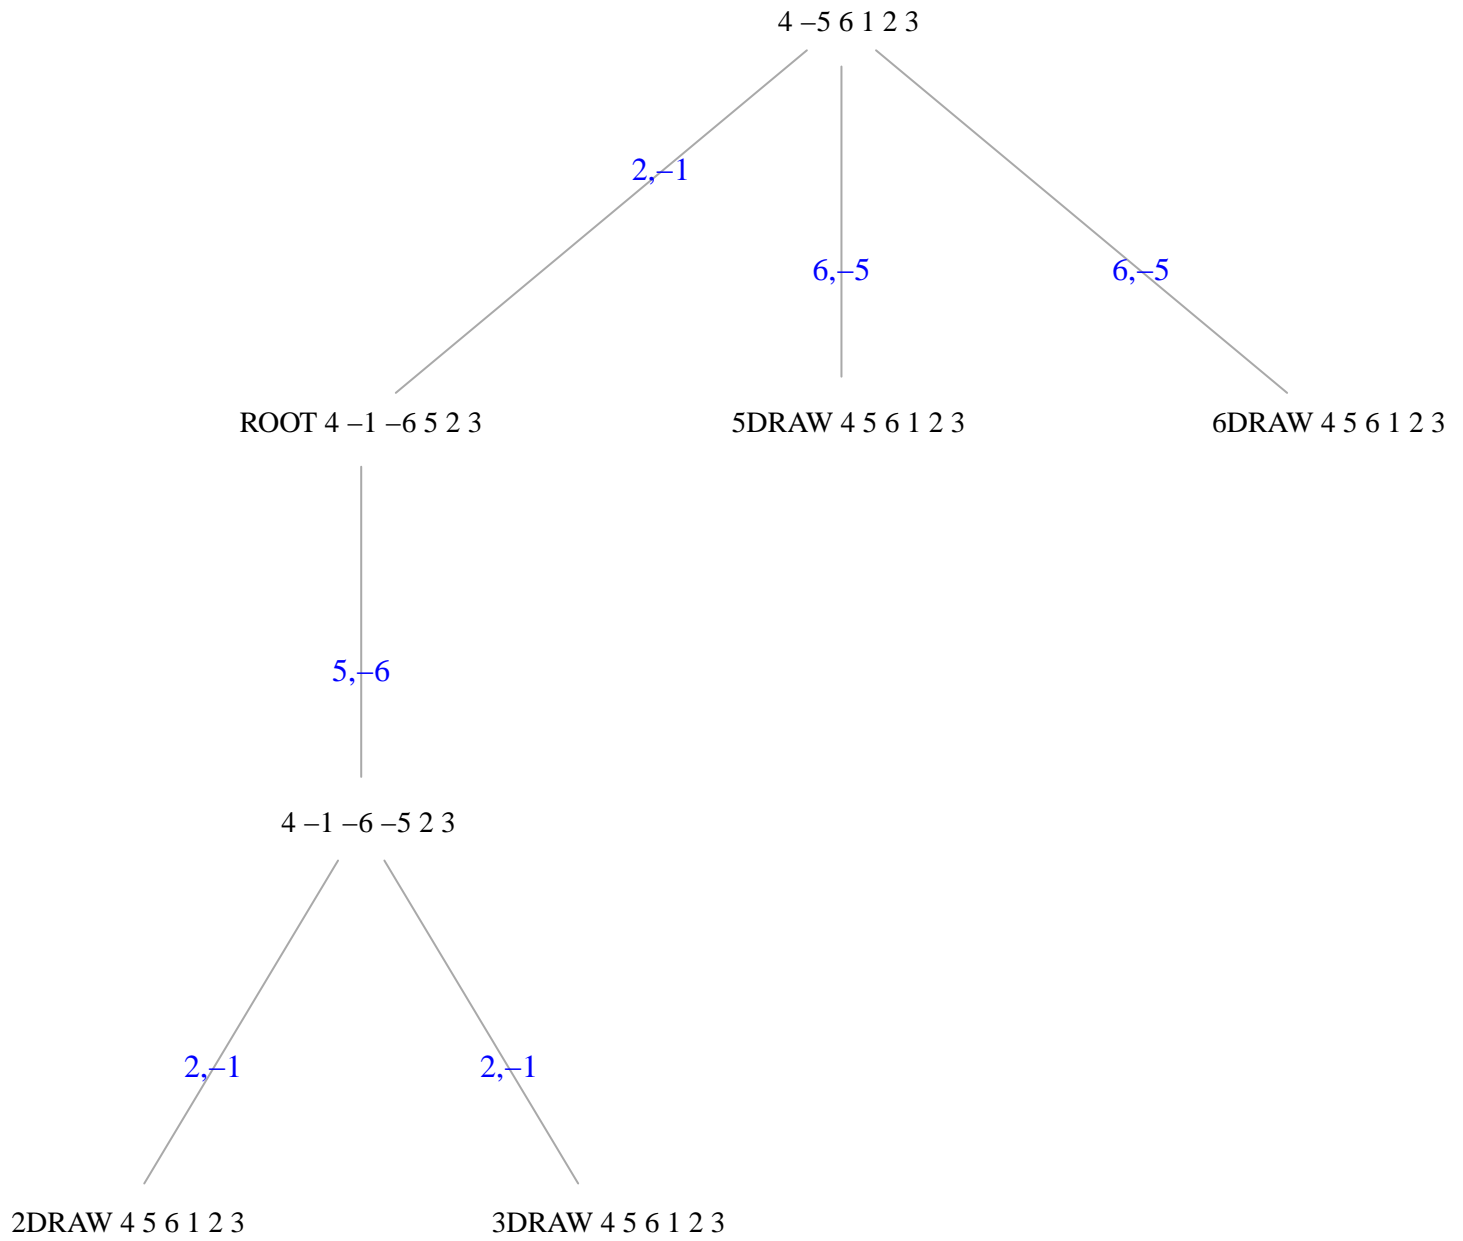 4 –5 6 1 2 3
2,–1
6,–5
6,–5
ROOT 4 –1 –6 5 2 3
5DRAW 4 5 6 1 2 3
6DRAW 4 5 6 1 2 3
5,–6
4 –1 –6 –5 2 3
2,–1
2,–1
2DRAW 4 5 6 1 2 3
3DRAW 4 5 6 1 2 3